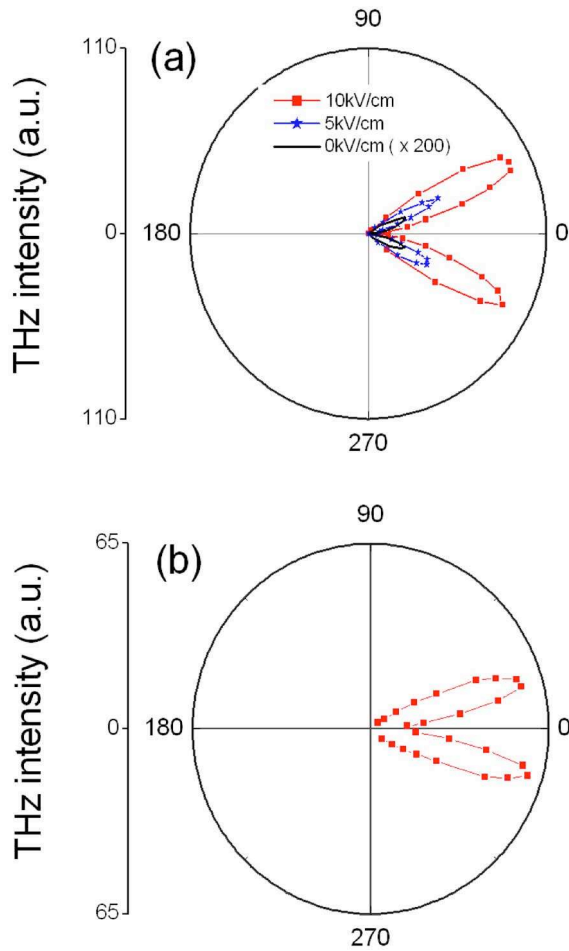 90
110
(a)
10kV/cm
5kV/cm
0kV/cm ( x 200)
THz intensity (a.u.)
0
180
0
110
270
90
65
(b)
THz intensity (a.u.)
0
180
0
65
270